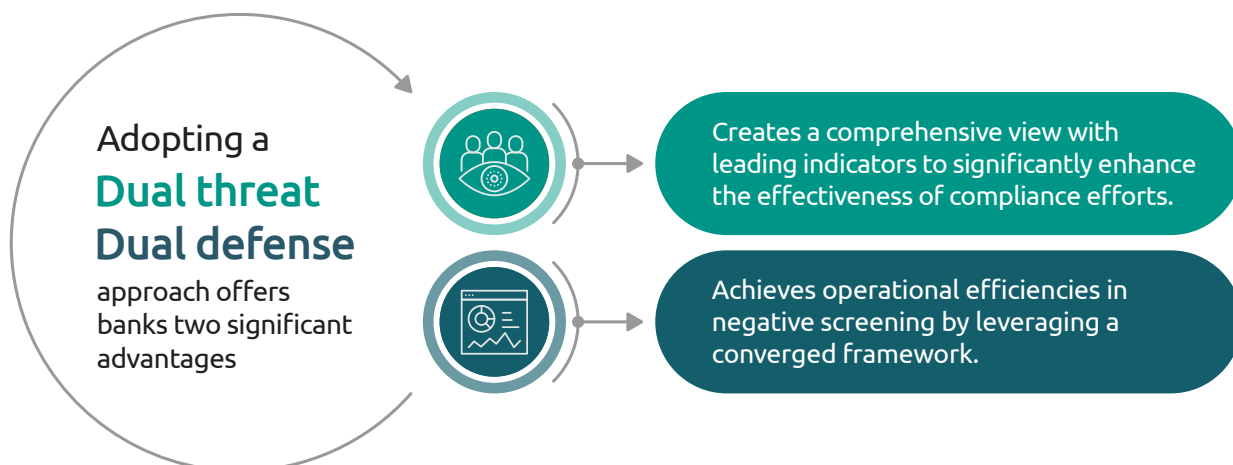 Adopting a
Dual threat
Dual defense
approach offers
banks two significant
advantages
Creates a comprehensive view with
leading indicators to significantly enhance
the effectiveness of compliance efforts.
Achieves operational efficiencies in
negative screening by leveraging a
converged framework.